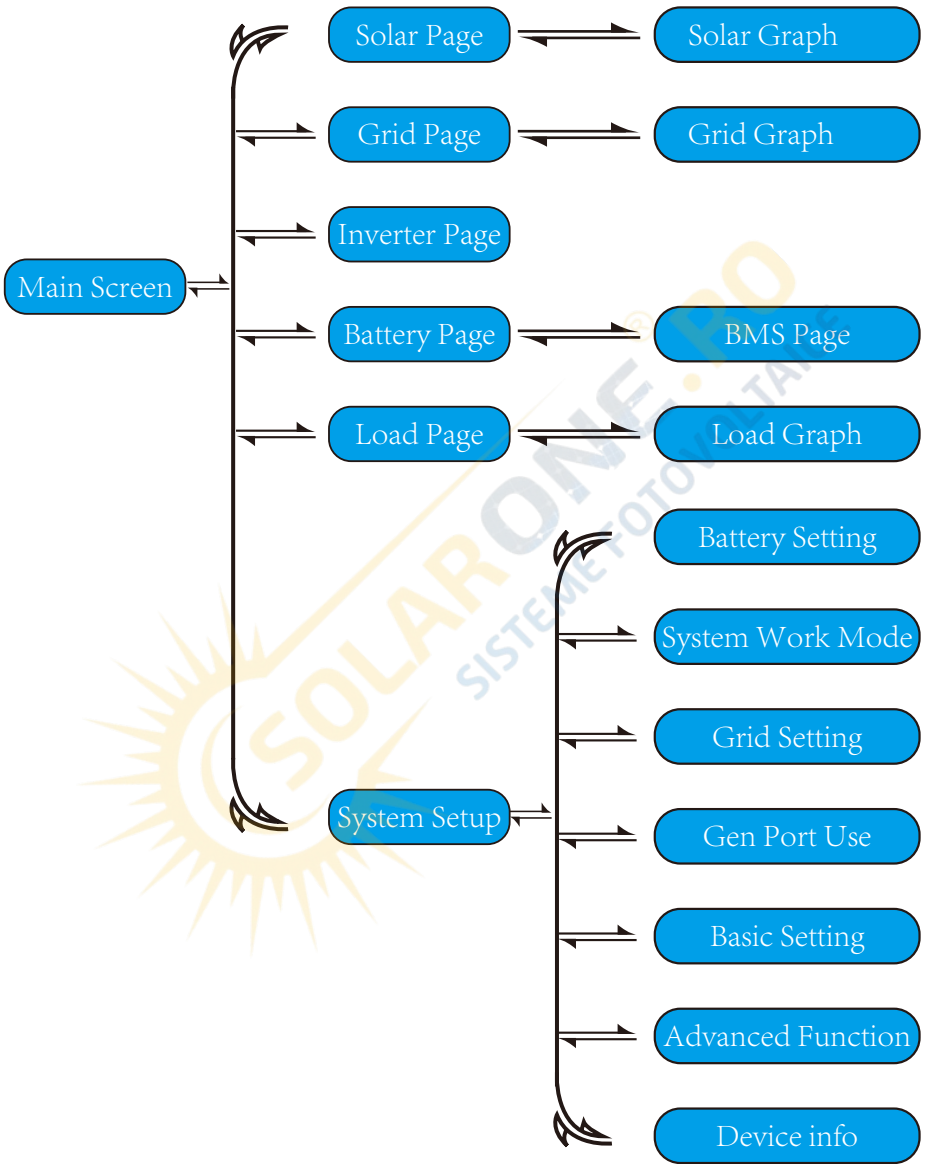 Solar Page
Solar Graph
Grid Page
Grid Graph
Inverter Page
Main Screen
Battery Page
BMS Page
Load Page
Load Graph
Battery Setting
System Work Mode
Grid Setting
System Setup
Gen Port Use
Basic Setting
Advanced Function
Device info
SOLARONE®.RO
SISTEME FOTOVOLTAICE